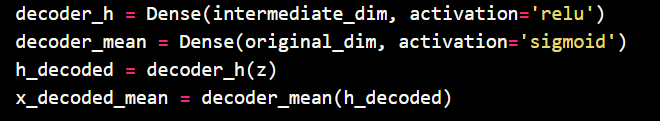 decoder_h = Dense(intermediate_dim, activation='relu')
decoder_mean = Dense(original_dim, activation='sigmoid')
h_decoded = decoder_h(z)
x_decoded_mean = decoder_mean(h_decoded)